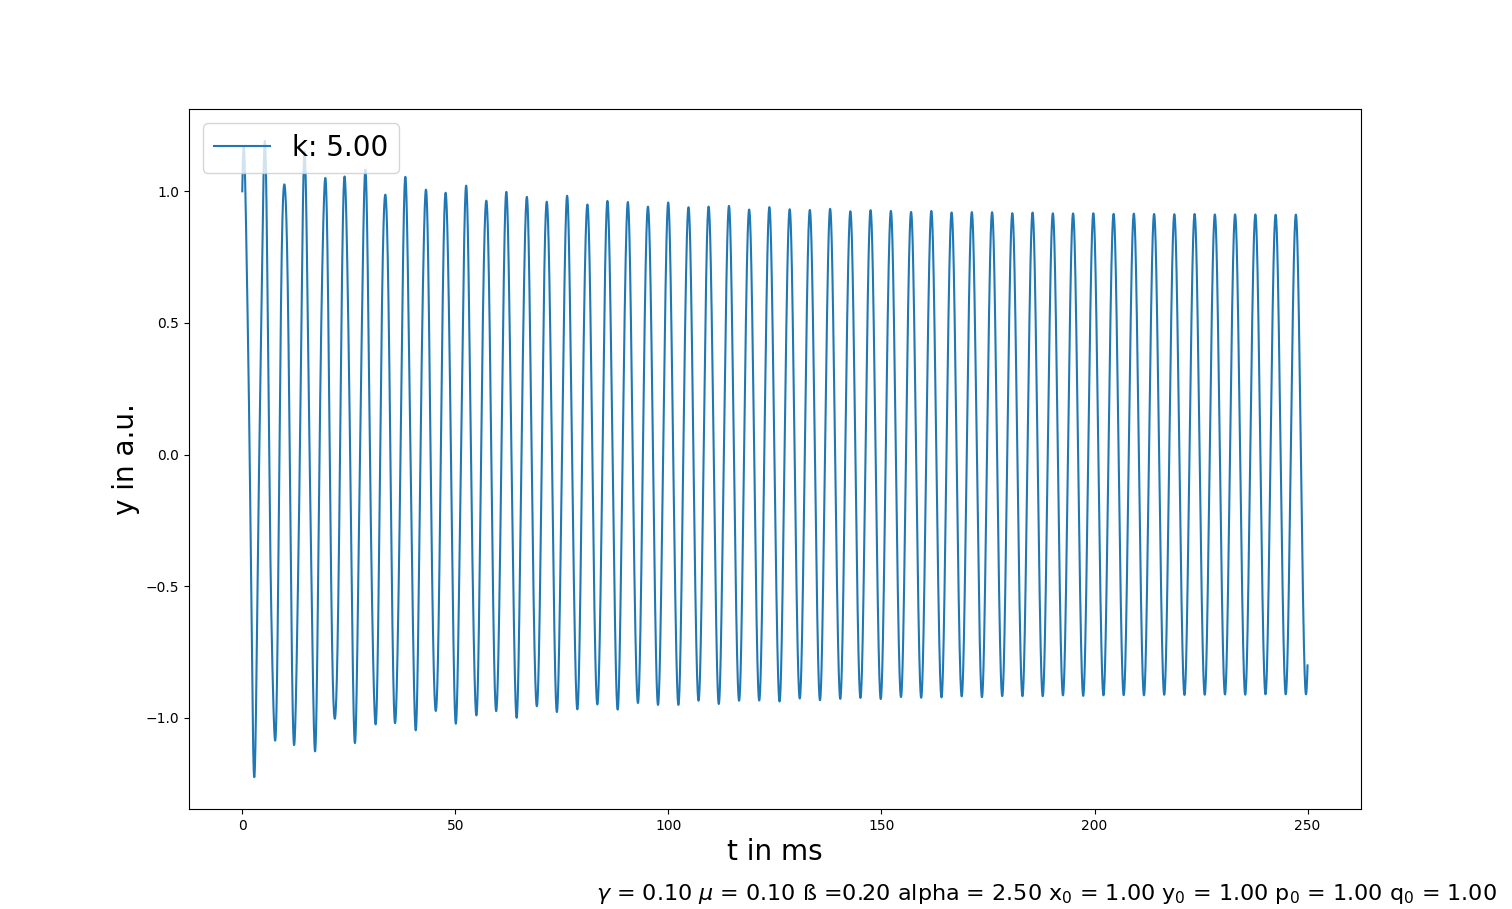 k: 5.00
1.0
0.5
0.0
−0.5
−1.0
y in a.u.
0 50 100 150 200 250
t in ms
γ = 0.10 μ = 0.10 ß =0.20 alpha = 2.50 x₀ = 1.00 y₀ = 1.00 p₀ = 1.00 q₀ = 1.00